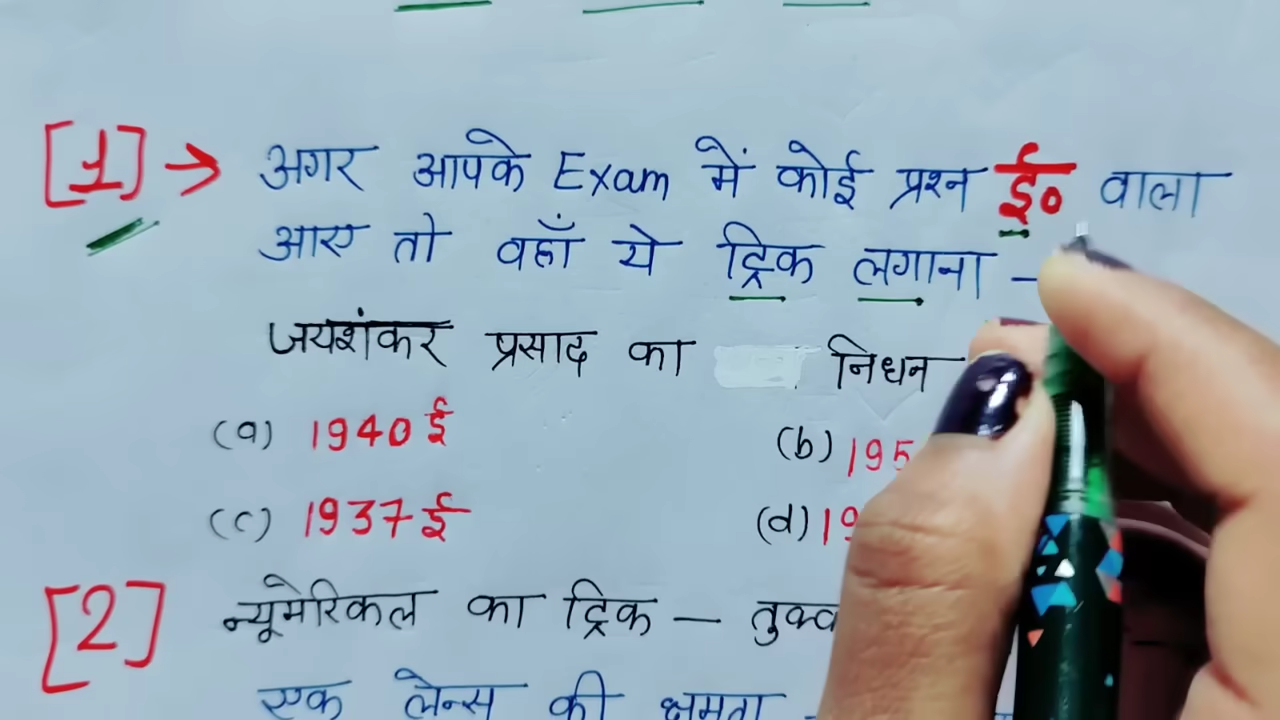 [1] → अगर आपके Exam में कोई प्रश्न ई० वाला
आए तो वहाँ ये ट्रिक लगाना –
जयशंकर प्रसाद का निधन
(a) 1940 ई (b) 195
(c) 1937 ई (d) 19
[2] न्यूमेरिकल का ट्रिक –
एक लेन्स की क्षमता